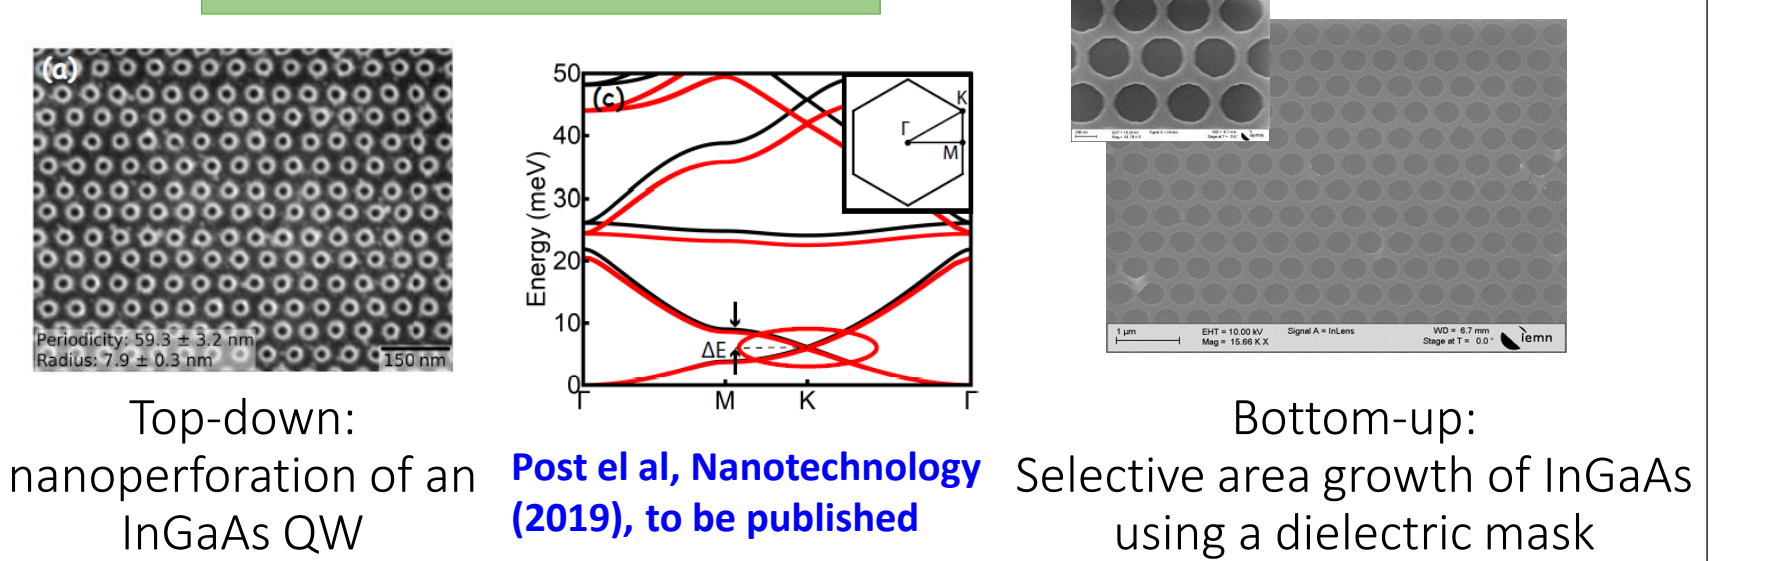 (a)
Periodicity: 59.3 ± 3.2 nm
Radius: 7.9 ± 0.3 nm
150 nm
Top-down:
nanoperforation of an
InGaAs QW
(c)
Energy (meV)
50
40
30
20
10
0
ΔE
Γ
M
K
Γ
K
Γ
M
Post el al, Nanotechnology
(2019), to be published
1 µm
EHT = 10.00 kV
Signal A = InLens
WD = 6.7 mm
Mag = 15.66 K X
Stage at T = 0.0 °
iemn
iemn
Bottom-up:
Selective area growth of InGaAs
using a dielectric mask